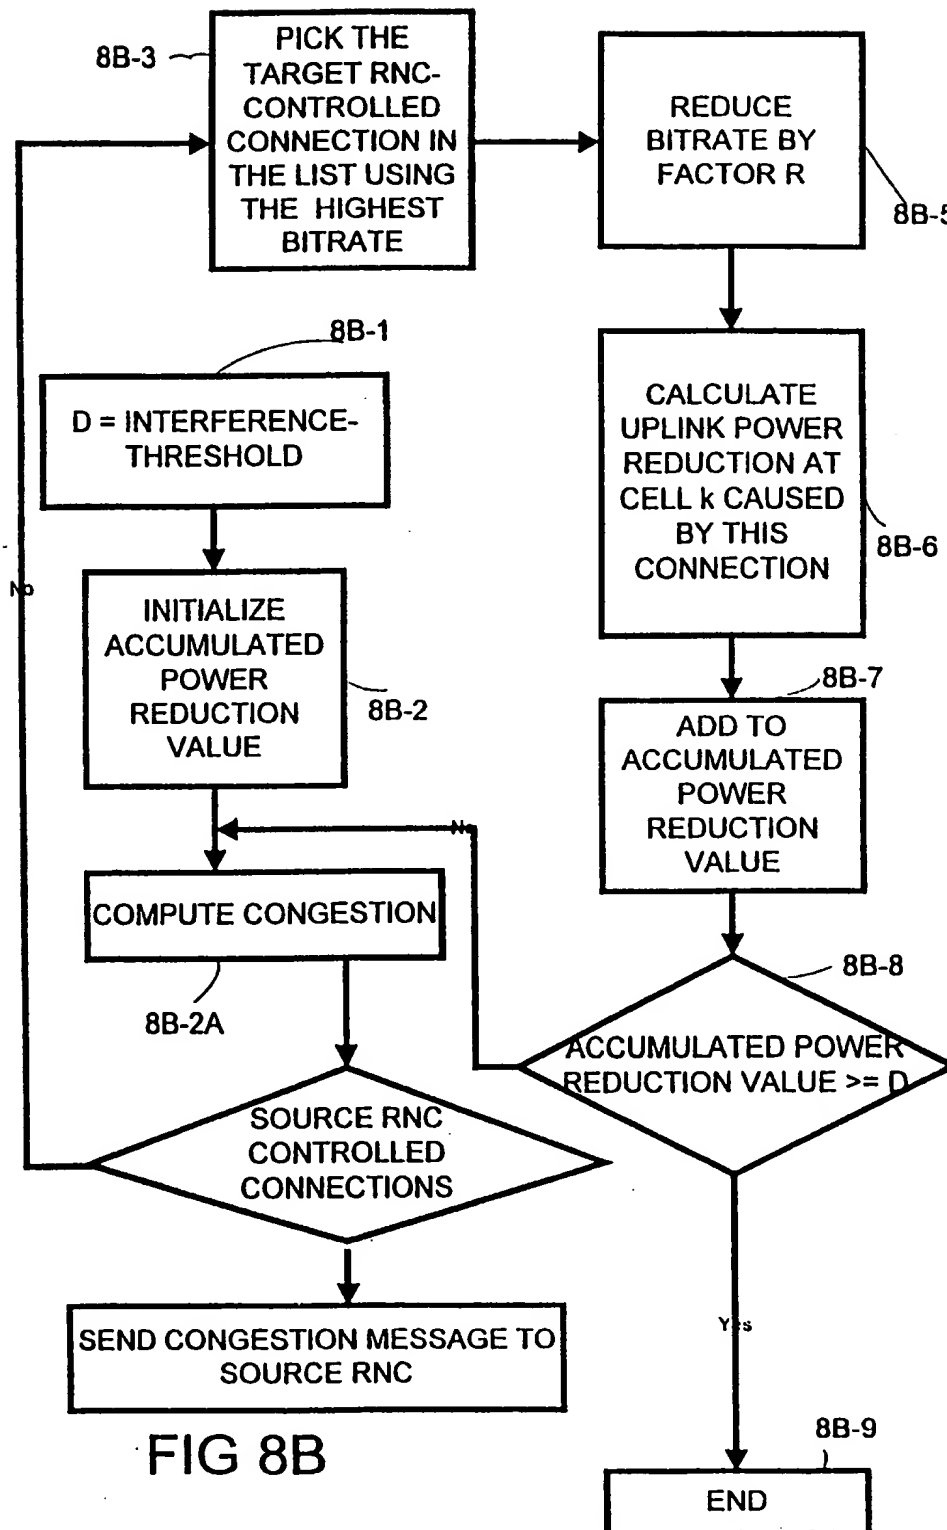 8B-3
PICK THE
TARGET RNC-
CONTROLLED
CONNECTION IN
THE LIST USING
THE HIGHEST
BITRATE
REDUCE
BITRATE BY
FACTOR R
8B-5
8B-1
D = INTERFERENCE-
THRESHOLD
CALCULATE
UPLINK POWER
REDUCTION AT
CELL k CAUSED
BY THIS
CONNECTION
8B-6
No
INITIALIZE
ACCUMULATED
POWER
REDUCTION
VALUE
8B-2
8B-7
ADD TO
ACCUMULATED
POWER
REDUCTION
VALUE
No
COMPUTE CONGESTION
8B-2A
8B-8
ACCUMULATED POWER
REDUCTION VALUE >= D
SOURCE RNC
CONTROLLED
CONNECTIONS
SEND CONGESTION MESSAGE TO
SOURCE RNC
Yes
FIG 8B
8B-9
END